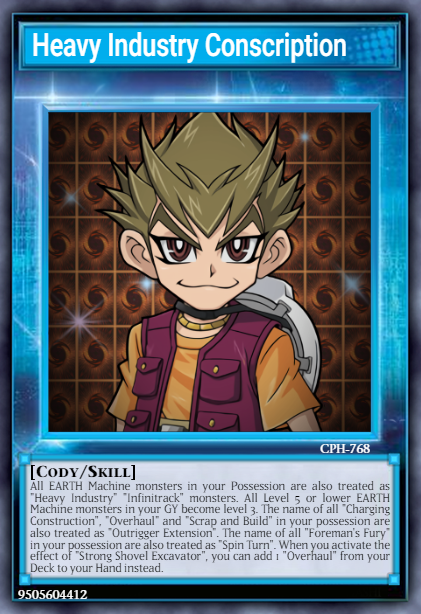 Heavy Industry Conscription
CPH-768
[Cody/Skill]
All EARTH Machine monsters in your Possession are also treated as
"Heavy Industry" "Infinitrack" monsters. All Level 5 or lower EARTH
Machine monsters in your GY become level 3. The name of all "Charging
Construction", "Overhaul" and "Scrap and Build" in your possession are
also treated as "Outrigger Extension". The name of all "Foreman's Fury"
in your possession are also treated as "Spin Turn". When you activate the
effect of "Strong Shovel Excavator", you can add 1 "Overhaul" from your
Deck to your Hand instead.
9505604412